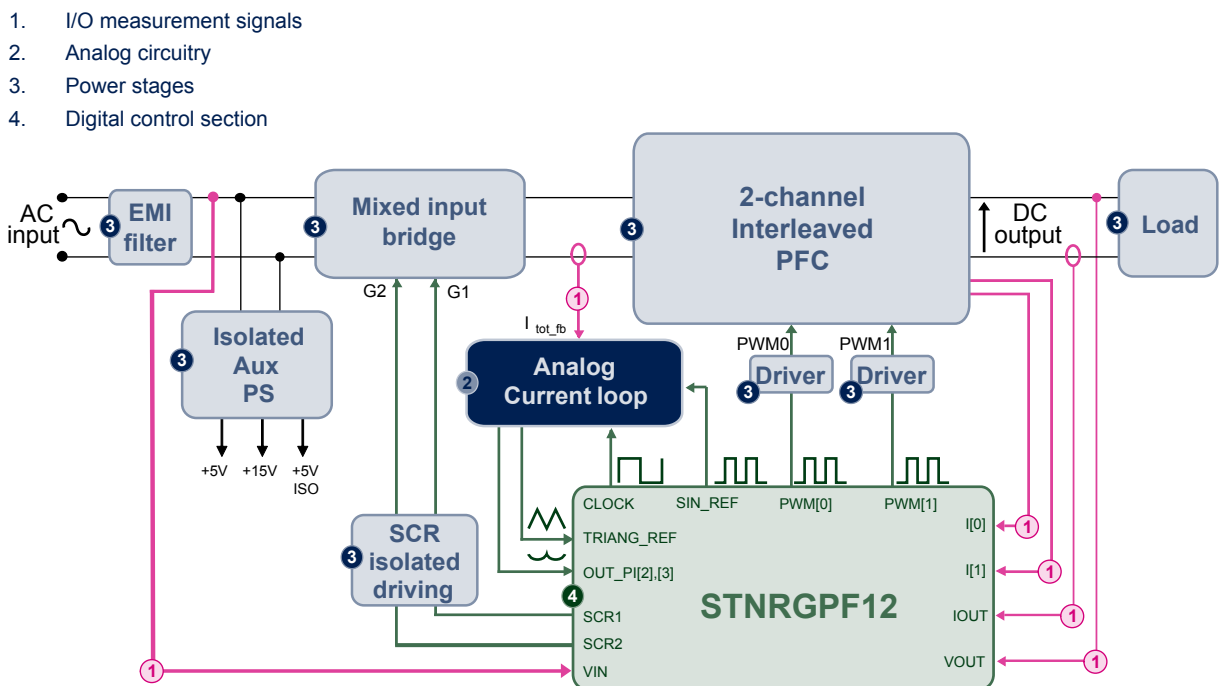 1. I/O measurement signals
2. Analog circuitry
3. Power stages
4. Digital control section
AC
input
3
EMI
filter
3
Mixed input
bridge
3
2-channel
Interleaved
PFC
DC
output
3
Load
G2
G1
1
I tot_fb
3
Isolated
Aux
PS
+5V
+15V
+5V
ISO
2
Analog
Current loop
PWM0
PWM1
3
Driver
3
Driver
3
SCR
isolated
driving
CLOCK
SIN_REF
PWM[0]
PWM[1]
TRIANG_REF
OUT_PI[2],[3]
4
SCR1
SCR2
VIN
STNRGPF12
I[0]
I[1]
IOUT
VOUT
1
1
1
1
1